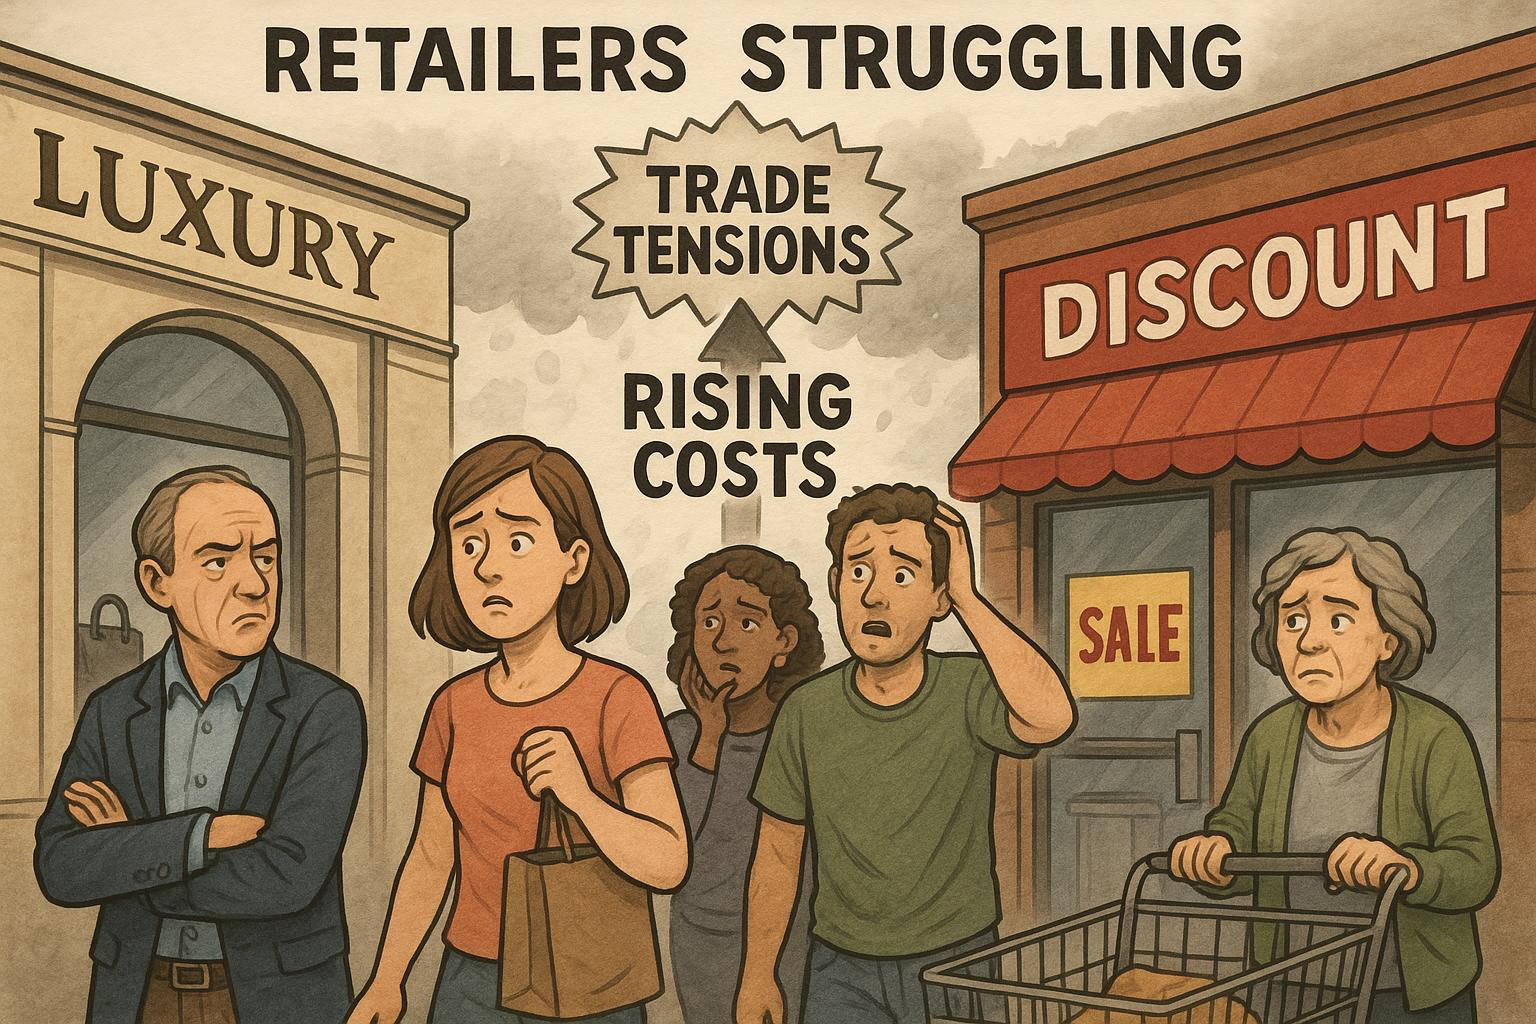 RETAILERS STRUGGLING
LUXURY
TRADE
TENSIONS
RISING
COSTS
DISCOUNT
SALE